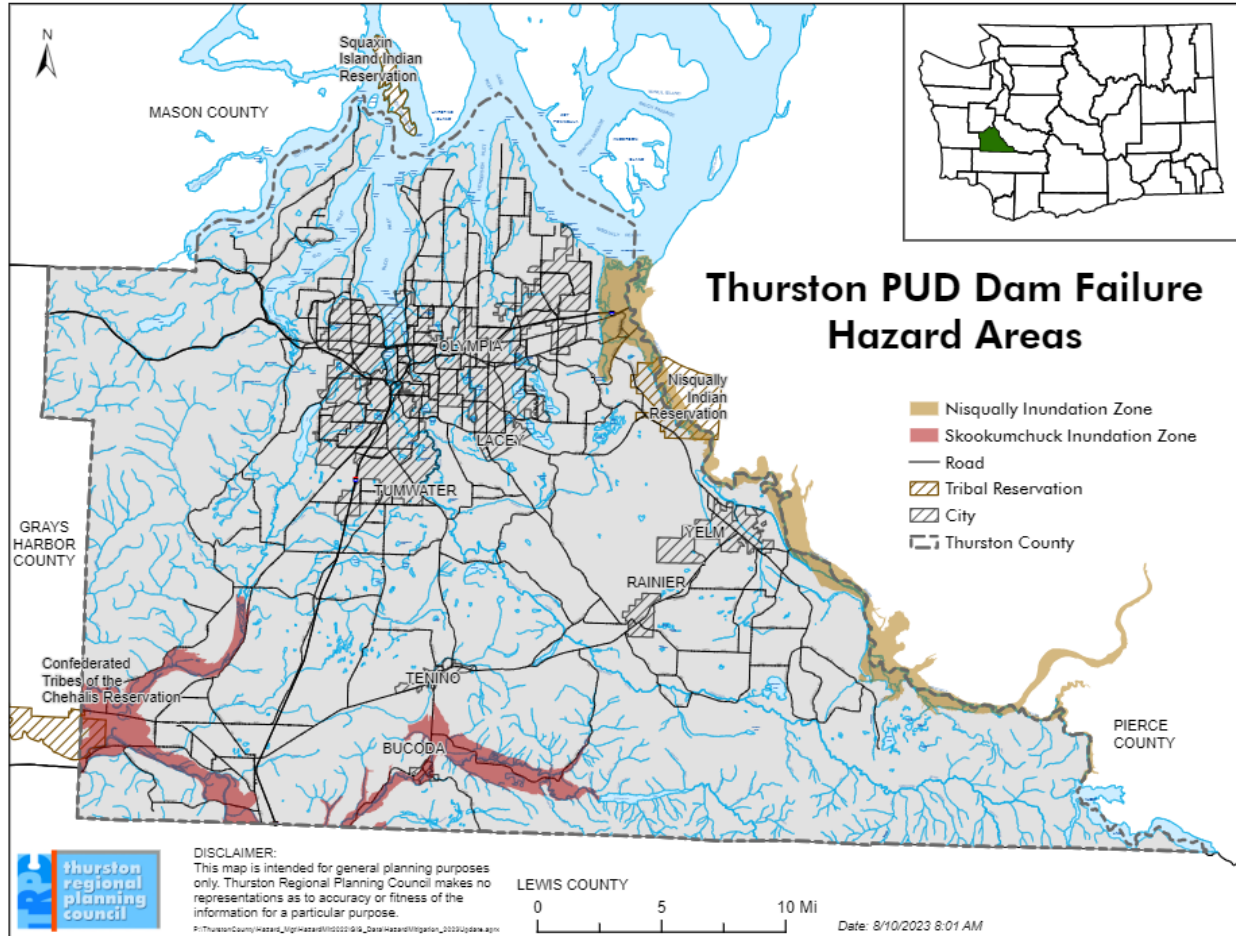 N
Squaxin
Island Indian
Reservation
MASON COUNTY
Thurston PUD Dam Failure
Hazard Areas
OLYMPIA
Nisqually
Indian
Reservation
Nisqually Inundation Zone
Skookumchuck Inundation Zone
Road
Tribal Reservation
City
Thurston County
LACEY
TUMWATER
GRAYS
HARBOR
COUNTY
YELM
RAINIER
Confederated
Tribes of the
Chehalis Reservation
TENINO
PIERCE
COUNTY
BUCODA
TRPC
thurston
regional
planning
council
DISCLAIMER:
This map is intended for general planning purposes
only. Thurston Regional Planning Council makes no
representations as to accuracy or fitness of the
information for a particular purpose.
LEWIS COUNTY
0 5 10 Mi
Date: 8/10/2023 8:01 AM